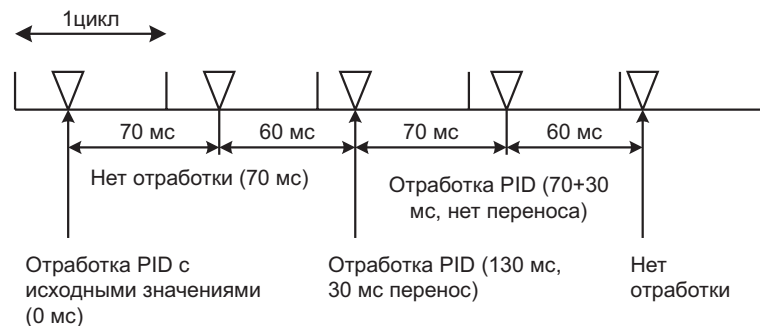 1цикл
70 мс
60 мс
70 мс
60 мс
Нет отработки (70 мс)
Отработка PID (70+30
мс, нет переноса)
Отработка PID с
исходными значениями
(0 мс)
Отработка PID (130 мс,
30 мс перенос)
Нет
отработки